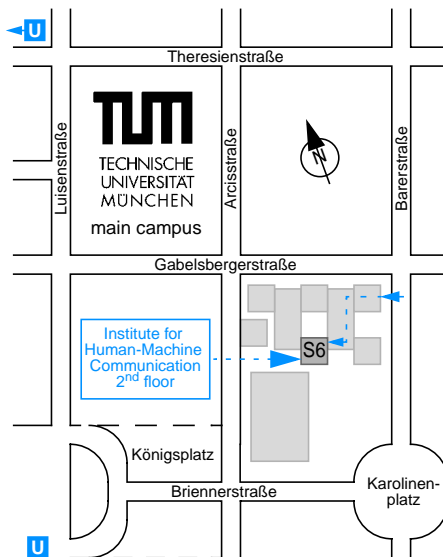 U
Theresienstraße
TUM
TECHNISCHE
UNIVERSITÄT
MÜNCHEN
main campus
Luisenstraße
Arcisstraße
N
Barerstraße
Gabelsbergerstraße
Institute for
Human-Machine
Communication
2nd floor
S6
Königsplatz
Briennerstraße
Karolinen-
platz
U